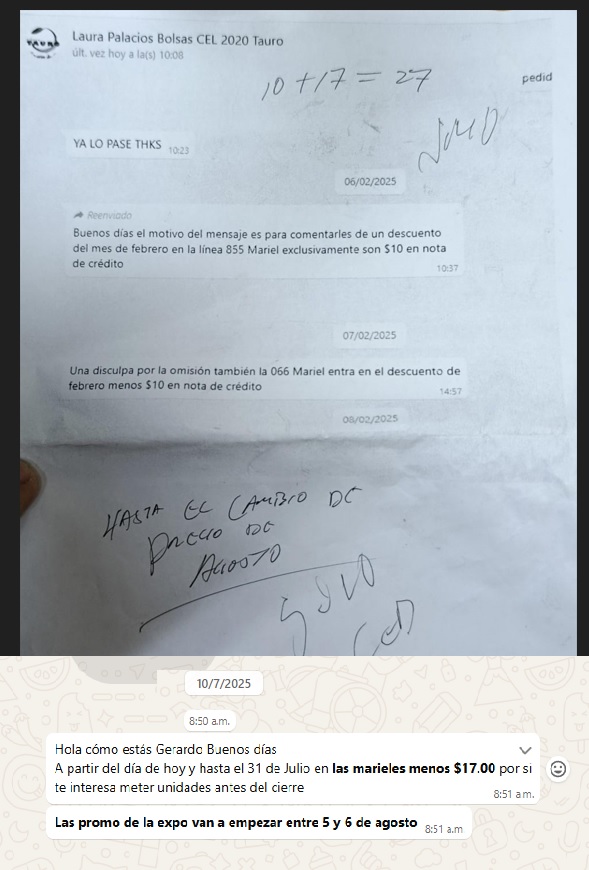 Laura Palacios Bolsas CEL 2020 Tauro
últ. vez hoy a la(s) 10:08
10 + 17 = 27
pedid
YA LO PASE THKS 10:23
06/02/2025
Reenviado
Buenos días el motivo del mensaje es para comentarles de un descuento
del mes de febrero en la línea 855 Mariel exclusivamente son $10 en nota
de crédito
10:37
07/02/2025
Una disculpa por la omisión también la 066 Mariel entra en el descuento de
febrero menos $10 en nota de crédito
14:57
08/02/2025
HASTA EL CAMBIO DE
PRECIO DE
AGOSTO
10/7/2025
8:50 a.m.
Hola cómo estás Gerardo Buenos días
A partir del día de hoy y hasta el 31 de Julio en las marieles menos $17.00 por si
te interesa meter unidades antes del cierre
8:51 a.m.
Las promo de la expo van a empezar entre 5 y 6 de agosto 8:51 a.m